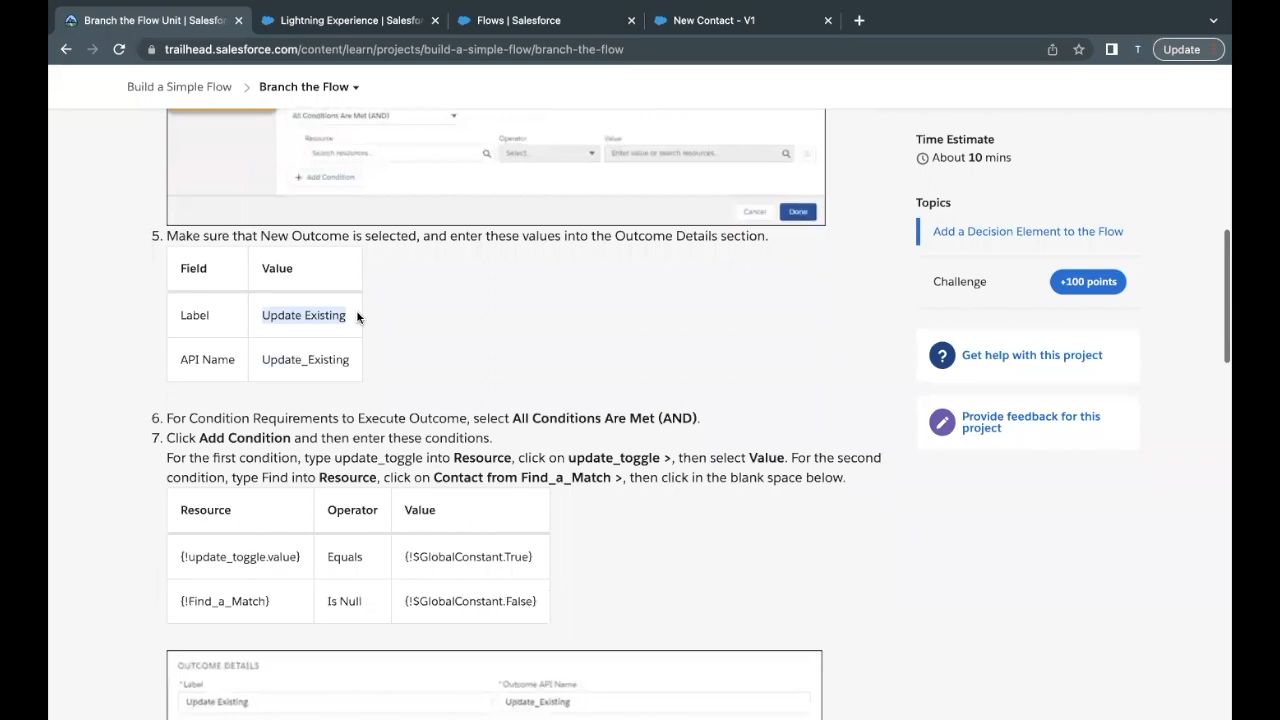 Branch the Flow Unit | Salesfor
Lightning Experience | Salesfor
Flows | Salesforce
New Contact - V1
trailhead.salesforce.com/content/learn/projects/build-a-simple-flow/branch-the-flow
T
Update
Build a Simple Flow
Branch the Flow
All Conditions Are Met (AND)
Resource
Operator
Value
Search resources...
Select...
Enter value or search resources...
Add Condition
Cancel
Done
5. Make sure that New Outcome is selected, and enter these values into the Outcome Details section.
Field Value
Label Update Existing
API Name Update_Existing
6. For Condition Requirements to Execute Outcome, select All Conditions Are Met (AND).
7. Click Add Condition and then enter these conditions.
For the first condition, type update_toggle into Resource, click on update_toggle >, then select Value. For the second
condition, type Find into Resource, click on Contact from Find_a_Match >, then click in the blank space below.
Resource Operator Value
{!update_toggle.value} Equals {!$GlobalConstant.True}
{!Find_a_Match} Is Null {!$GlobalConstant.False}
OUTCOME DETAILS
*Label *Outcome API Name
Update Existing Update_Existing
Time Estimate
About 10 mins
Topics
Add a Decision Element to the Flow
Challenge +100 points
? Get help with this project
Provide feedback for this
project